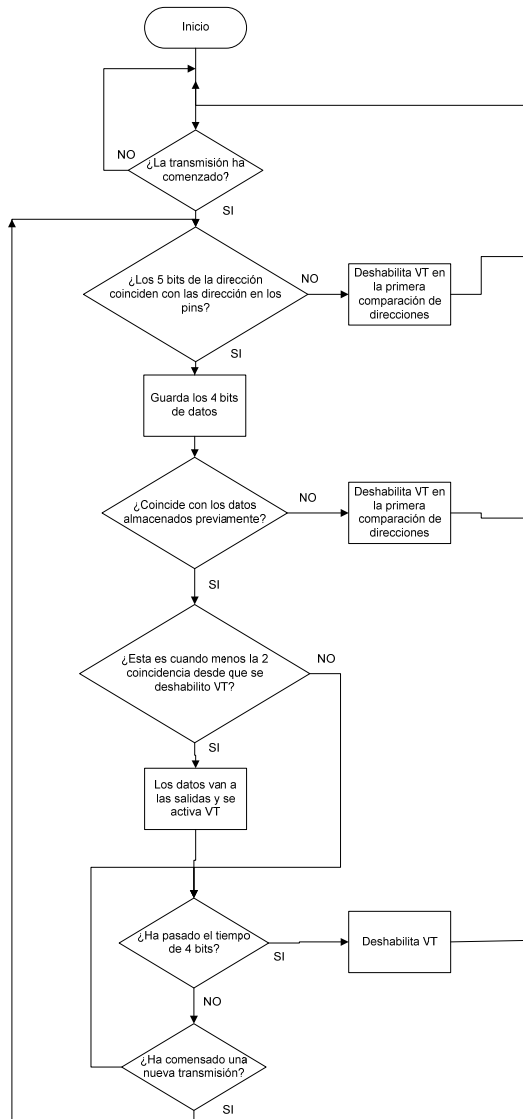 Inicio
NO
¿La transmisión ha
comenzado?
SI
¿Los 5 bits de la dirección
coinciden con las dirección en los
pins?
NO
Deshabilita VT en
la primera
comparación de
direcciones
SI
Guarda los 4 bits
de datos
¿Coincide con los datos
almacenados previamente?
NO
Deshabilita VT en
la primera
comparación de
direcciones
SI
¿Esta es cuando menos la 2
coincidencia desde que se
deshabilito VT?
NO
SI
Los datos van a
las salidas y se
activa VT
¿Ha pasado el tiempo
de 4 bits?
SI
Deshabilita VT
NO
¿Ha comensado una
nueva transmisión?
SI